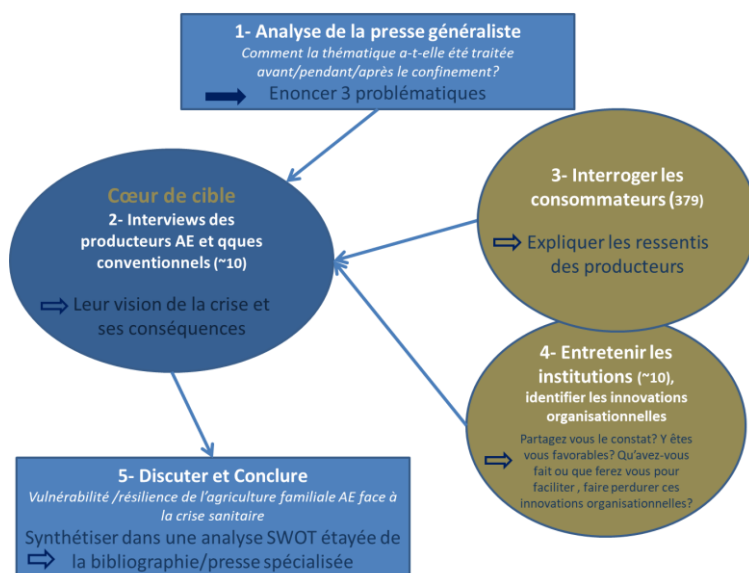 1- Analyse de la presse généraliste
Comment la thématique a-t-elle été traitée
avant/pendant/après le confinement?
Enoncer 3 problématiques
Cœur de cible
2- Interviews des
producteurs AE et qques
conventionnels (~10)
Leur vision de la crise et
ses conséquences
3- Interroger les
consommateurs (379)
Expliquer les ressentis
des producteurs
4- Entretenir les
institutions (~10),
identifier les innovations
organisationnelles
Partagez vous le constat? Y êtes
vous favorables? Qu'avez-vous
fait ou que ferez vous pour
faciliter , faire perdurer ces
innovations organisationnelles?
5- Discuter et Conclure
Vulnérabilité /résilience de l'agriculture familiale AE face à
la crise sanitaire
Synthétiser dans une analyse SWOT étayée de
la bibliographie/presse spécialisée